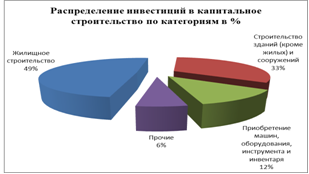 Распределение инвестиций в капитальное
строительство по категориям в %
Жилищное
строительство
49%
Строительство
зданий (кроме
жилых) и
сооружений
33%
Приобретение
машин,
оборудования,
инструмента и
инвентаря
12%
Прочие
6%